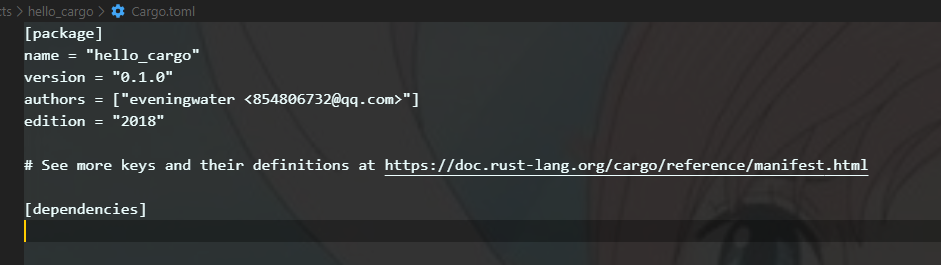 cts > hello_cargo > Cargo.toml
[package]
name = "hello_cargo"
version = "0.1.0"
authors = ["eveningwater <854806732@qq.com>"]
edition = "2018"
# See more keys and their definitions at https://doc.rust-lang.org/cargo/reference/manifest.html
[dependencies]